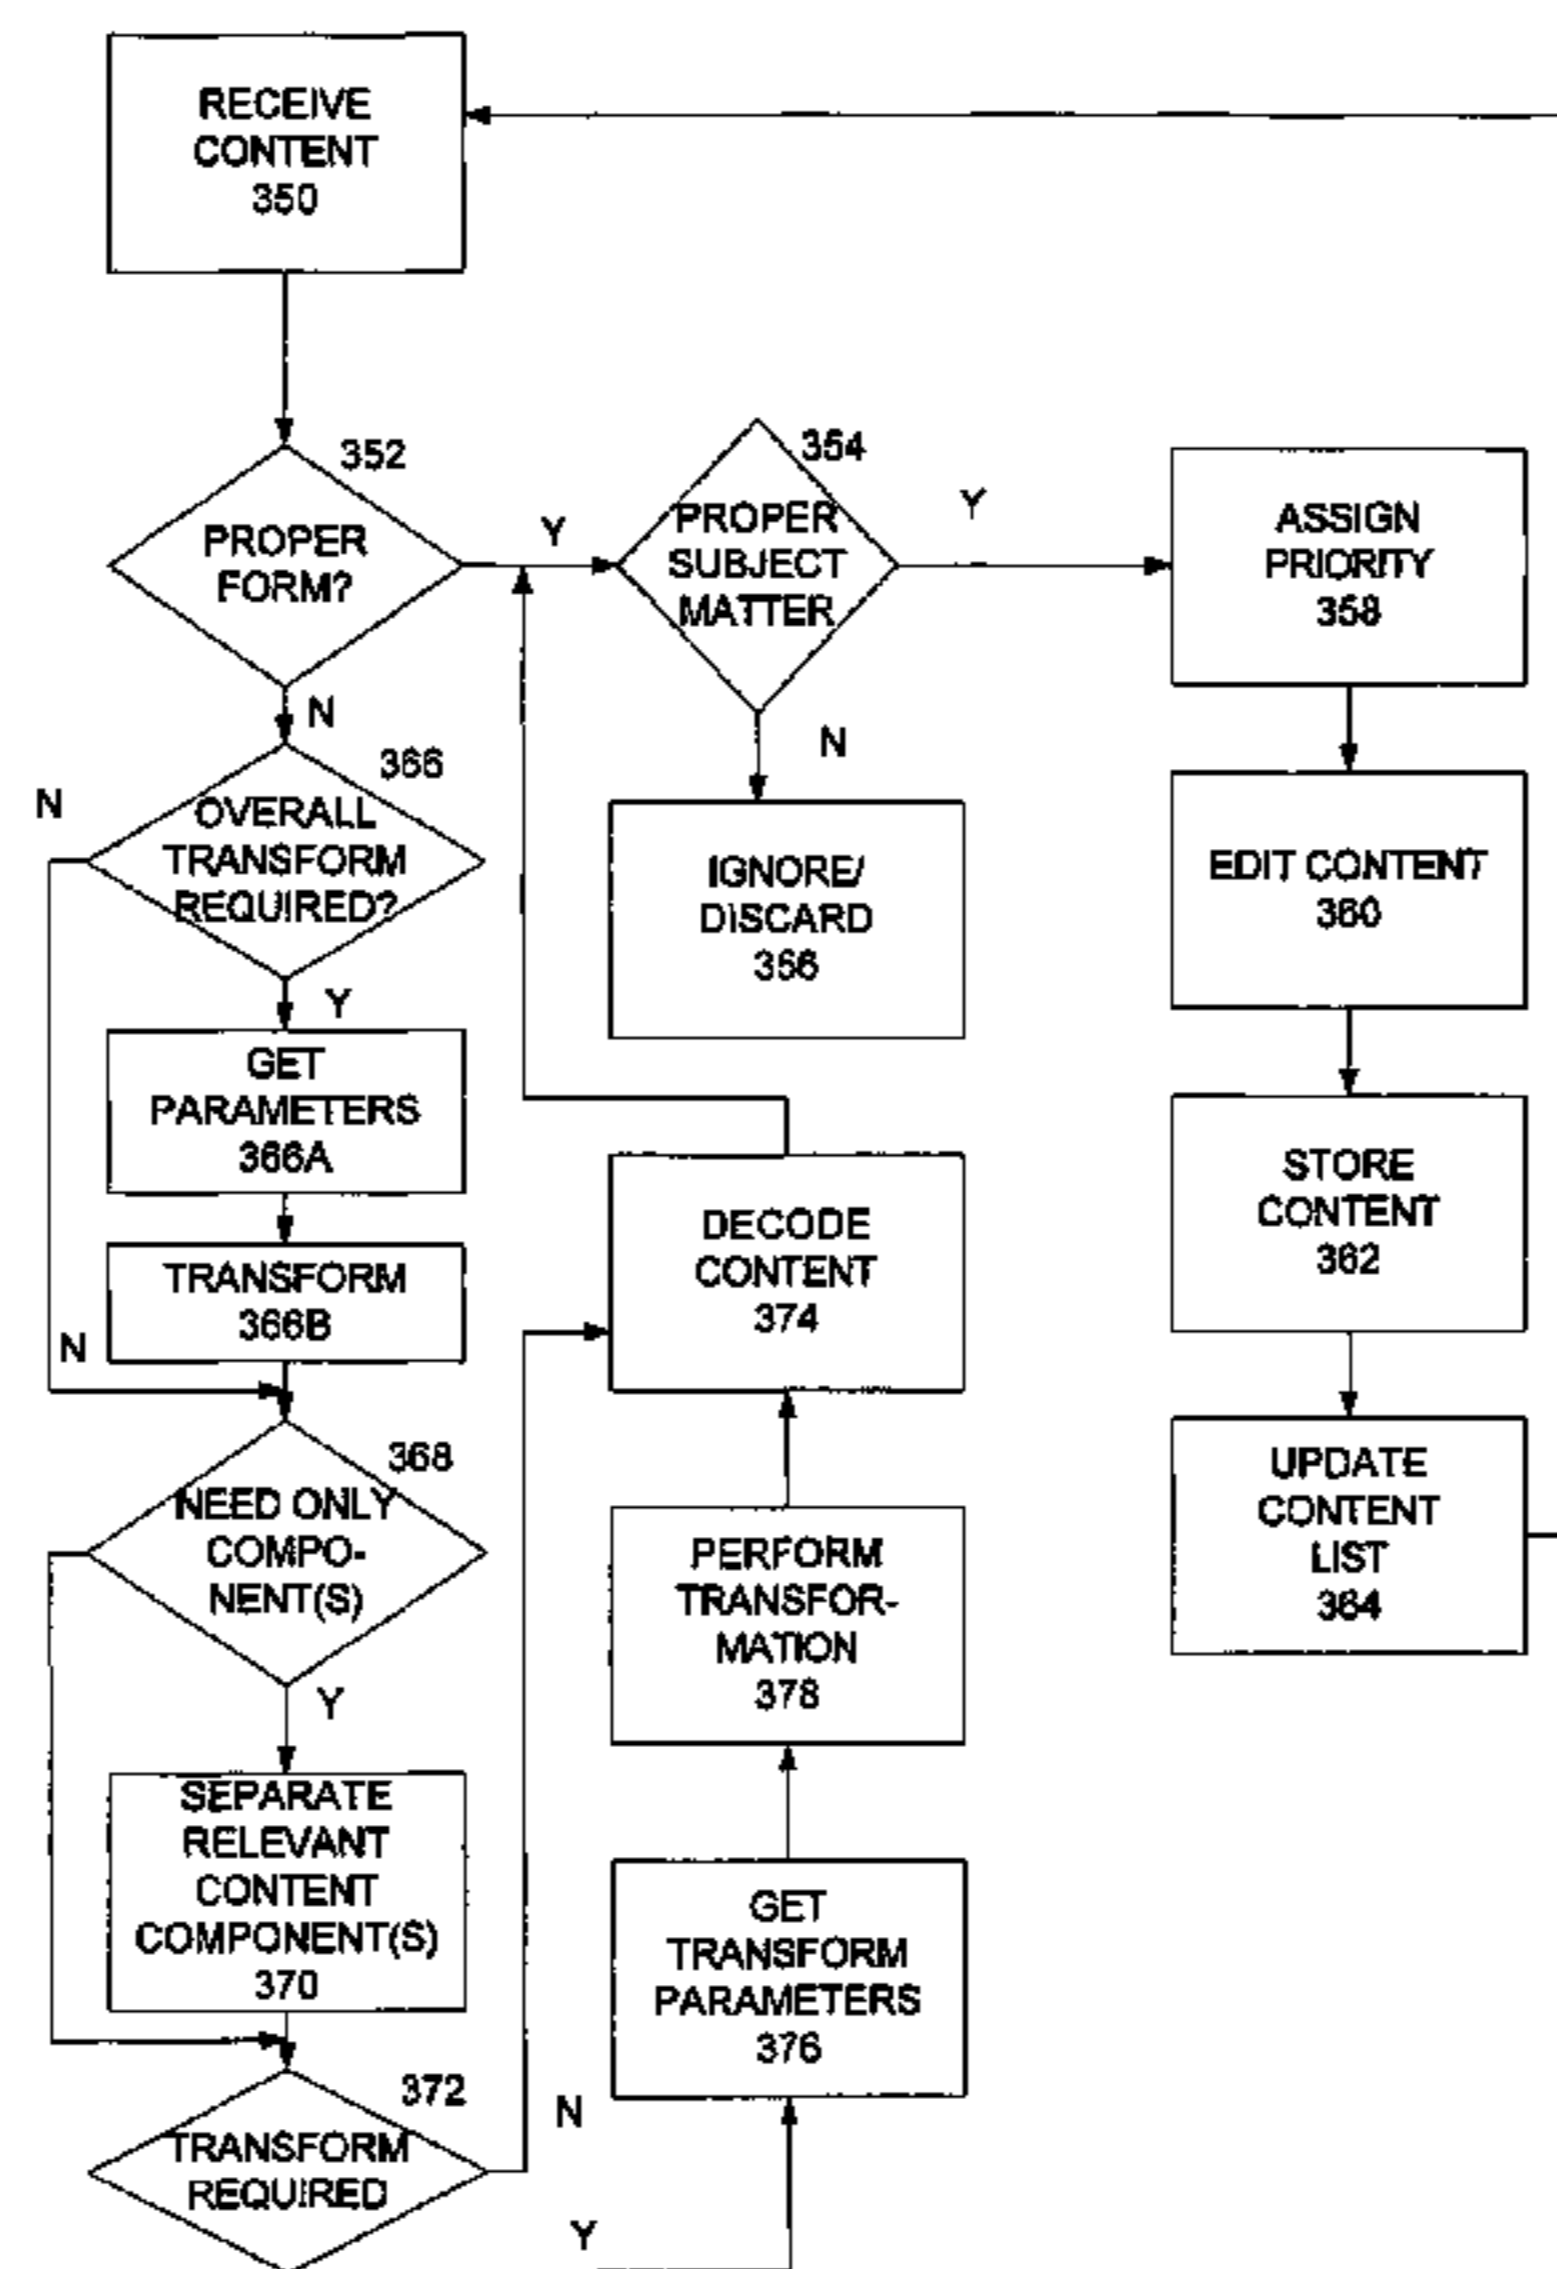 RECEIVE
CONTENT
350
352
PROPER
FORM?
Y
N
354
PROPER
SUBJECT
MATTER
Y
N
ASSIGN
PRIORITY
358
366
OVERALL
TRANSFORM
REQUIRED?
N
Y
IGNORE/
DISCARD
356
EDIT CONTENT
360
GET
PARAMETERS
366A
TRANSFORM
366B
N
DECODE
CONTENT
374
STORE
CONTENT
362
368
NEED ONLY
COMPO-
NENT(S)
Y
PERFORM
TRANSFOR-
MATION
378
UPDATE
CONTENT
LIST
364
SEPARATE
RELEVANT
CONTENT
COMPONENT(S)
370
GET
TRANSFORM
PARAMETERS
376
372
TRANSFORM
REQUIRED
N
Y